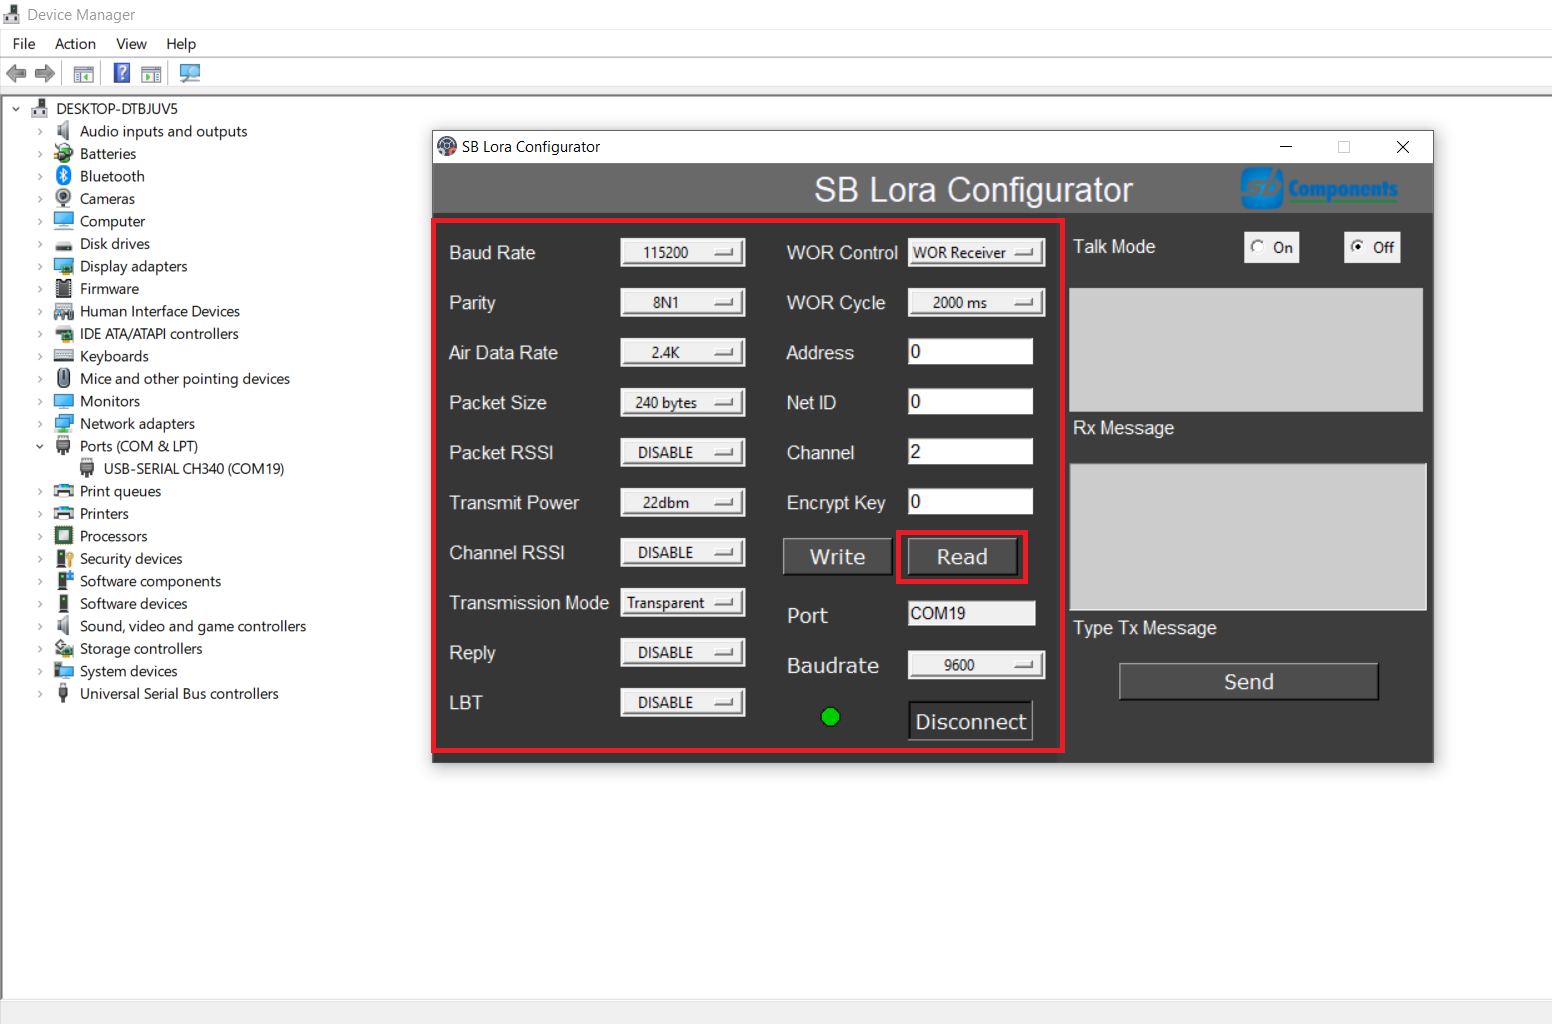 Device Manager
File Action View Help
DESKTOP-DTBJUV5
Audio inputs and outputs
Batteries
Bluetooth
Cameras
Computer
Disk drives
Display adapters
Firmware
Human Interface Devices
IDE ATA/ATAPI controllers
Keyboards
Mice and other pointing devices
Monitors
Network adapters
Ports (COM & LPT)
USB-SERIAL CH340 (COM19)
Print queues
Printers
Processors
Security devices
Software components
Software devices
Sound, video and game controllers
Storage controllers
System devices
Universal Serial Bus controllers
SB Lora Configurator
SB Lora Configurator
sb Components
Baud Rate 115200
Parity 8N1
Air Data Rate 2.4K
Packet Size 240 bytes
Packet RSSI DISABLE
Transmit Power 22dbm
Channel RSSI DISABLE
Transmission Mode Transparent
Reply DISABLE
LBT DISABLE
WOR Control WOR Receiver
WOR Cycle 2000 ms
Address 0
Net ID 0
Channel 2
Encrypt Key 0
Write Read
Port COM19
Baudrate 9600
Disconnect
Talk Mode On Off
Rx Message
Type Tx Message
Send